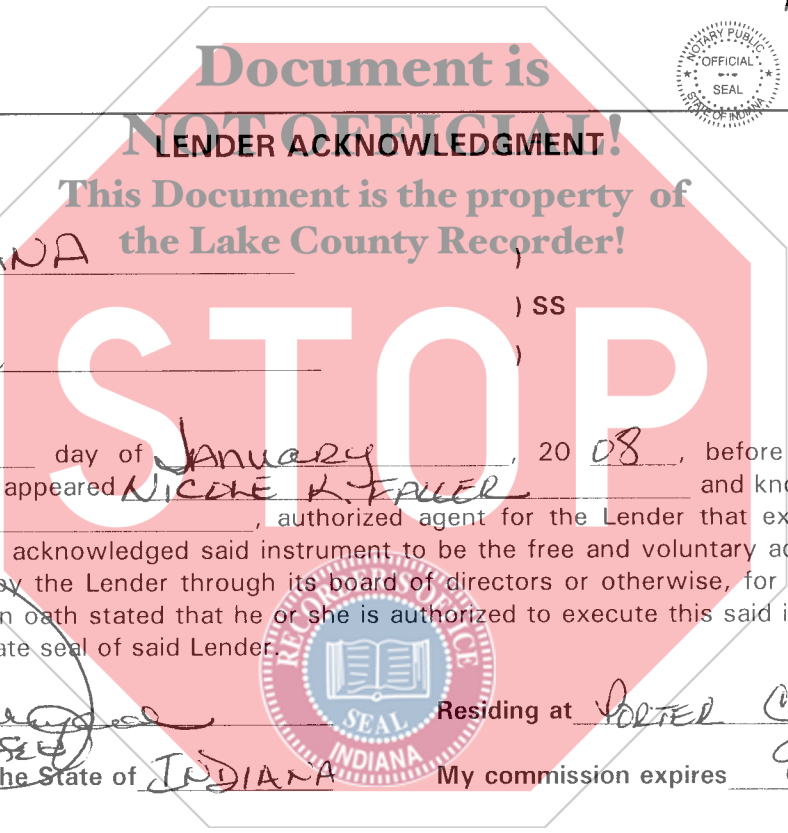 NOTARY PUBLIC
OFFICIAL
SEAL
STATE OF INDIANA
Document is
NOT OFFICIAL!
LENDER ACKNOWLEDGMENT
This Document is the property of
the Lake County Recorder!
ANA )
) SS
)
STOP
day of January, 20 08, before
appeared NICOLE K. FALLER and kno
, authorized agent for the Lender that ex
acknowledged said instrument to be the free and voluntary ac
by the Lender through its board of directors or otherwise, for
n oath stated that he or she is authorized to execute this said i
ate seal of said Lender.
RECORDER'S OFFICE
SEAL
INDIANA
Residing at PORTER
he State of INDIANA My commission expires